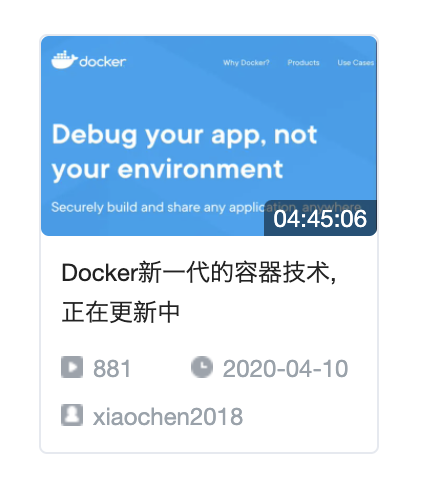 docker
Why Docker? Products Use Cases
Debug your app, not
your environment
Securely build and share any application, anywhere
04:45:06
Docker新一代的容器技术,
正在更新中
881 2020-04-10
xiaochen2018